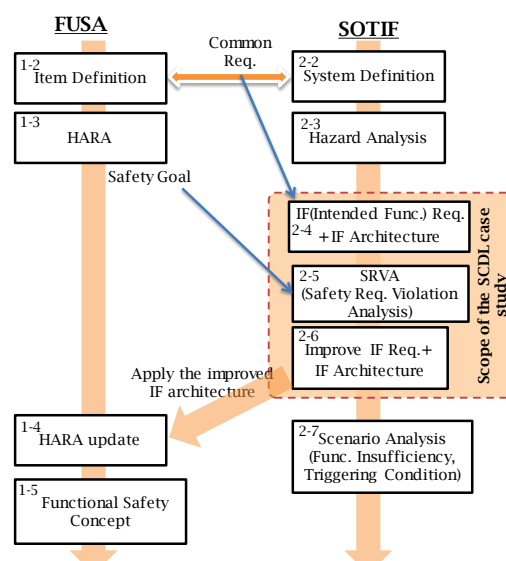 FUSA
SOTIF
Common
Req.
1-2
Item Definition
2-2
System Definition
1-3
HARA
2-3
Hazard Analysis
Safety Goal
IF(Intended Func.) Req.
2-4
+IF Architecture
2-5
SRVA
(Safety Req. Violation
Analysis)
2-6
Improve IF Req.+
IF Architecture
Scope of the SCDL case
study
Apply the improved
IF architecture
1-4
HARA update
2-7
Scenario Analysis
(Func. Insufficiency,
Triggering Condition)
1-5
Functional Safety
Concept